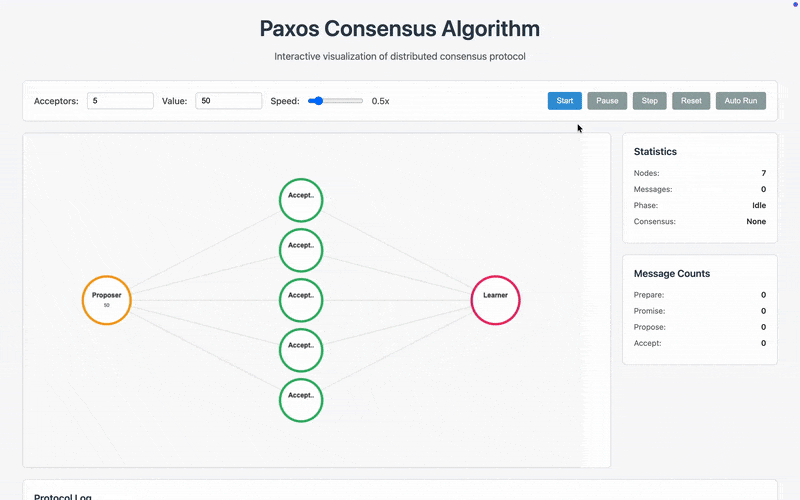 Paxos Consensus Algorithm
Interactive visualization of distributed consensus protocol
Acceptors: 5 Value: 50 Speed: 0.5x Start Pause Step Reset Auto Run
Accept..
Accept..
Proposer
50
Accept..
Learner
Accept..
Accept..
Statistics
Nodes: 7
Messages: 0
Phase: Idle
Consensus: None
Message Counts
Prepare: 0
Promise: 0
Propose: 0
Accept: 0
Protocol Log